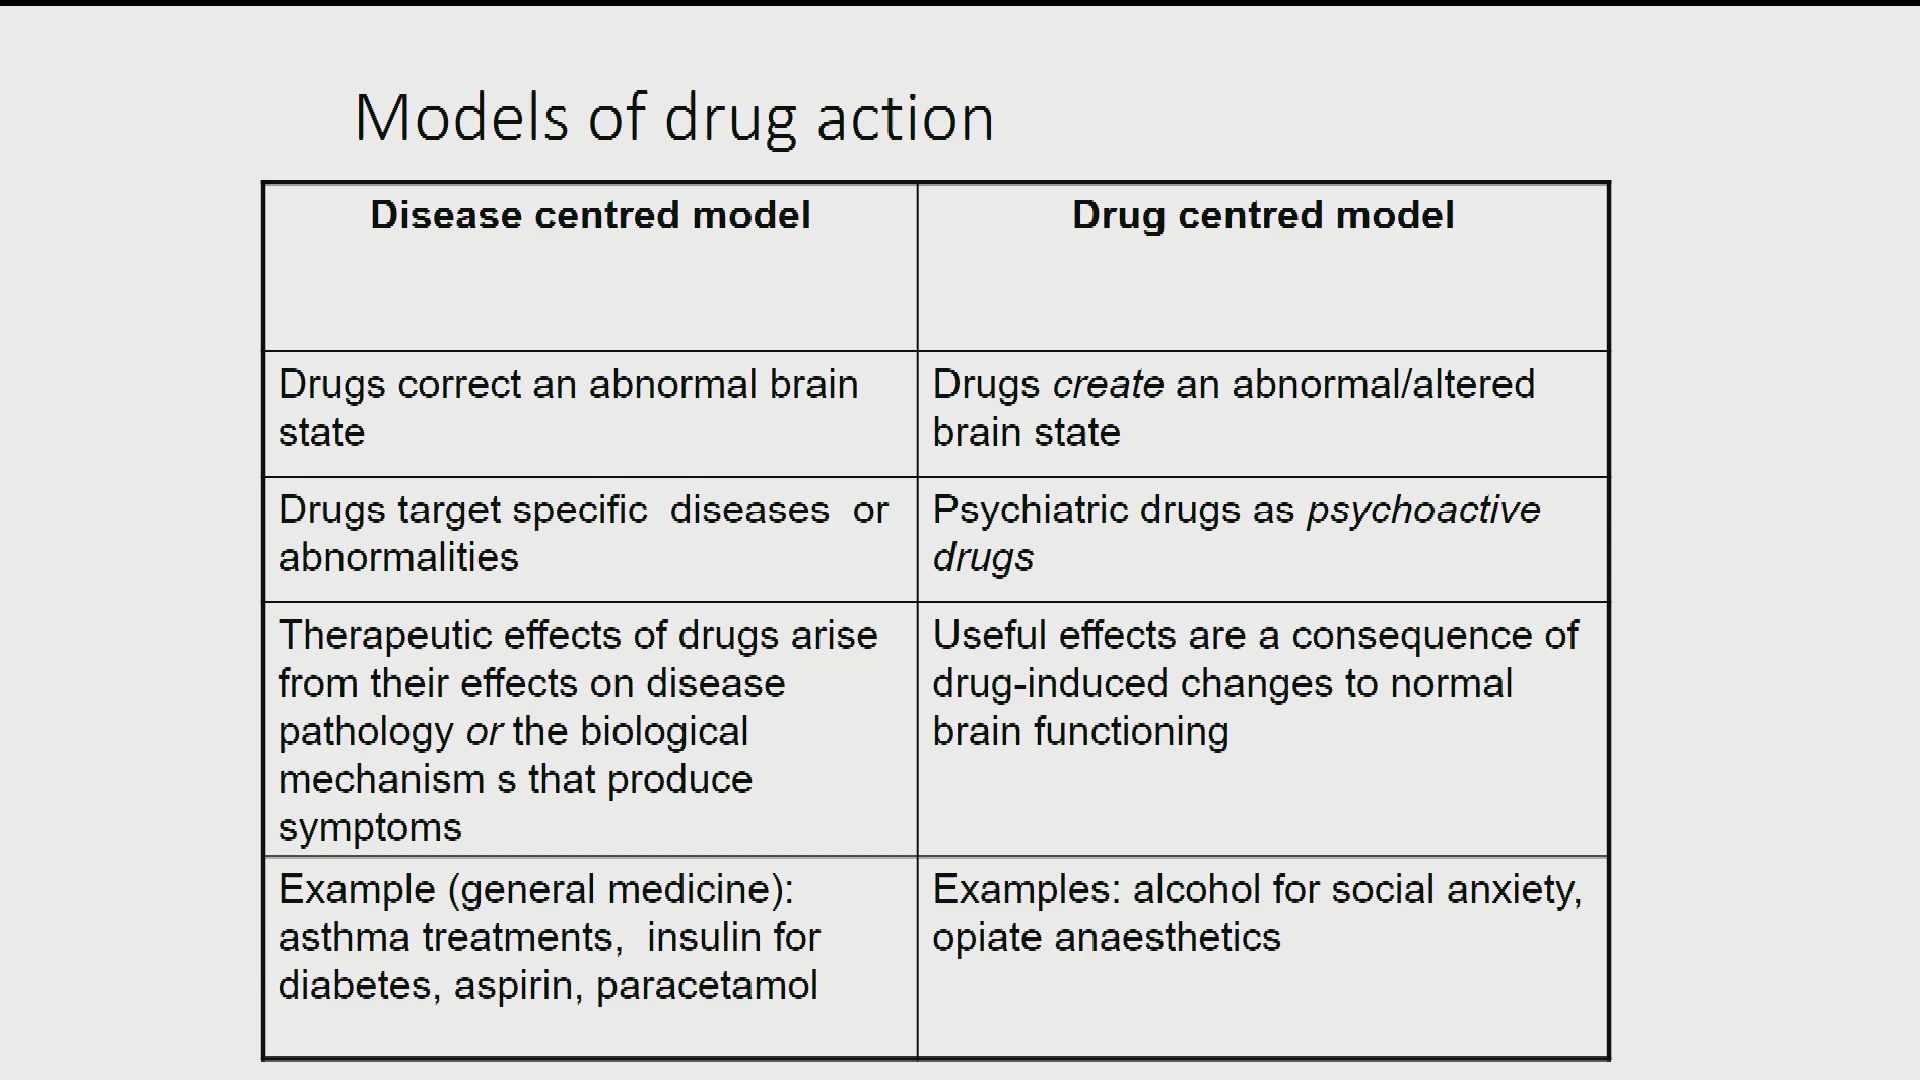 Models of drug action
Disease centred model
Drug centred model
Drugs correct an abnormal brain
state
Drugs create an abnormal/altered
brain state
Drugs target specific  diseases  or
abnormalities
Psychiatric drugs as psychoactive
drugs
Therapeutic effects of drugs arise
from their effects on disease
pathology or the biological
mechanism s that produce
symptoms
Useful effects are a consequence of
drug-induced changes to normal
brain functioning
Example (general medicine):
asthma treatments,  insulin for
diabetes, aspirin, paracetamol
Examples: alcohol for social anxiety,
opiate anaesthetics